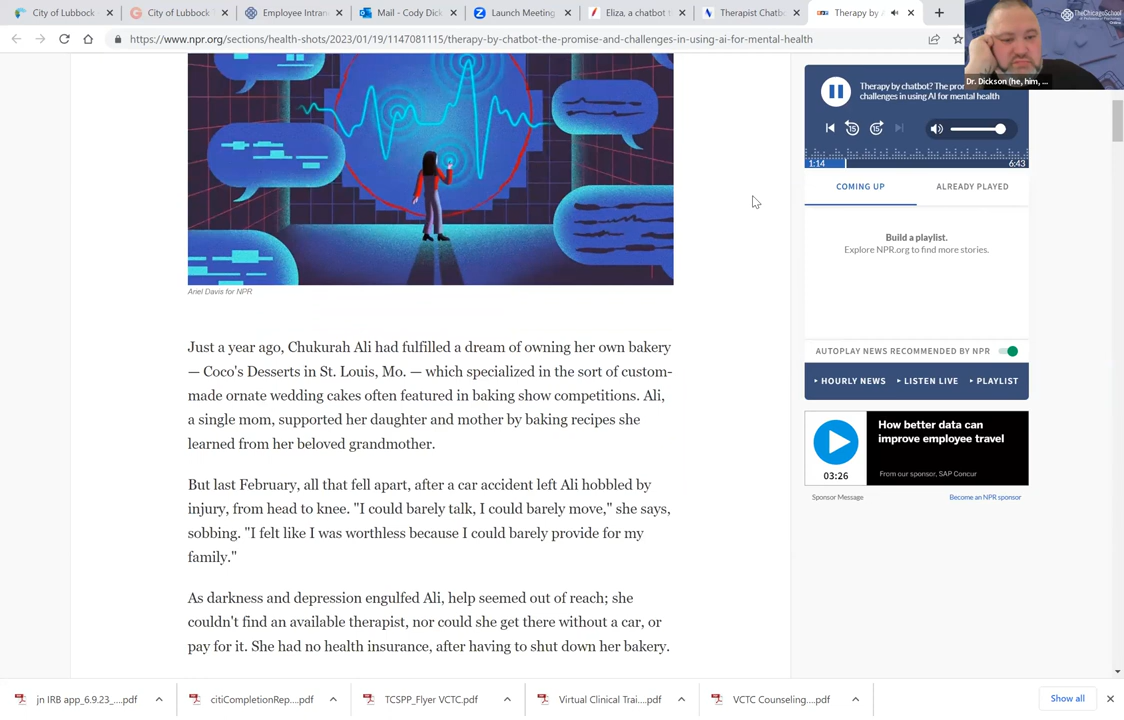 City of Lubbock
City of Lubbock
Employee Intran
Mail - Cody Dick
Launch Meeting
Eliza, a chatbot t
Therapist Chatb
Therapy by
https://www.npr.org/sections/health-shots/2023/01/19/1147081115/therapy-by-chatbot-the-promise-and-challenges-in-using-ai-for-mental-health
TheChicagoSchool
Dr. Dickson (he, him, ...
Therapy by chatbot? The pro
challenges in using AI for mental health
15
15
1:14
6:43
COMING UP
ALREADY PLAYED
Build a playlist.
Explore NPR.org to find more stories.
AUTOPLAY NEWS RECOMMENDED BY NPR
HOURLY NEWS
LISTEN LIVE
PLAYLIST
How better data can
improve employee travel
From our sponsor, SAP Concur
03:26
Sponsor Message
Become an NPR sponsor
Ariel Davis for NPR
Just a year ago, Chukurah Ali had fulfilled a dream of owning her own bakery
— Coco's Desserts in St. Louis, Mo. — which specialized in the sort of custom-
made ornate wedding cakes often featured in baking show competitions. Ali,
a single mom, supported her daughter and mother by baking recipes she
learned from her beloved grandmother.
But last February, all that fell apart, after a car accident left Ali hobbled by
injury, from head to knee. "I could barely talk, I could barely move," she says,
sobbing. "I felt like I was worthless because I could barely provide for my
family."
As darkness and depression engulfed Ali, help seemed out of reach; she
couldn't find an available therapist, nor could she get there without a car, or
pay for it. She had no health insurance, after having to shut down her bakery.
jn IRB app_6.9.23_....pdf
citiCompletionRep....pdf
TCSPP_Flyer VCTC.pdf
Virtual Clinical Trai....pdf
VCTC Counseling....pdf
Show all